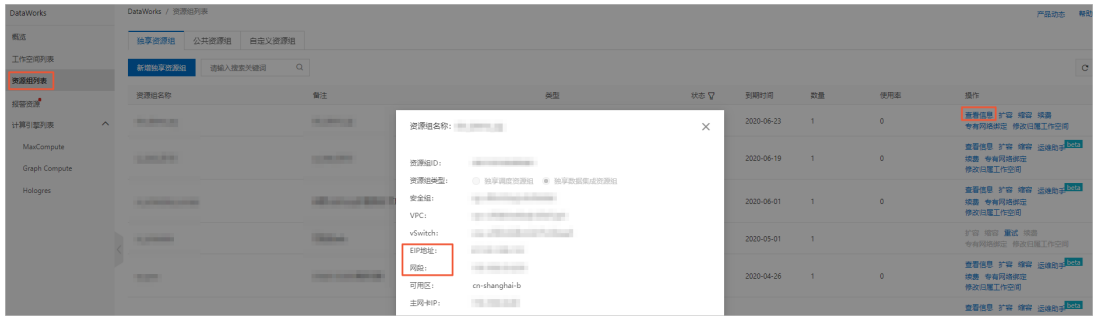 DataWorks
DataWorks / 资源组列表
产品动态 帮助
概览
独享资源组 公共资源组 自定义资源组
工作空间列表
新增独享资源组 请输入搜索关键词
资源组列表
资源组名称 备注 类型 状态 到期时间 数量 使用率 操作
报警资源
计算引擎列表
MaxCompute
Graph Compute
Hologres
2020-06-23 1 0 查看信息 扩容 缩容 续费
专有网络绑定 修改归属工作空间
2020-06-19 1 0 查看信息 扩容 缩容 运维助手 beta
续费 专有网络绑定
修改归属工作空间
2020-06-01 1 0 查看信息 扩容 缩容 运维助手 beta
续费 专有网络绑定
修改归属工作空间
2020-05-01 1 扩容 缩容 重试 续费
专有网络绑定 修改归属工作空间
2020-04-26 1 0 查看信息 扩容 缩容 运维助手 beta
续费 专有网络绑定
修改归属工作空间
查看信息 扩容 缩容 运维助手 beta
资源组名称:
资源组ID:
资源组类型: 独享调度资源组 独享数据集成资源组
安全组:
VPC:
vSwitch:
EIP地址:
网段:
可用区: cn-shanghai-b
主网卡IP: